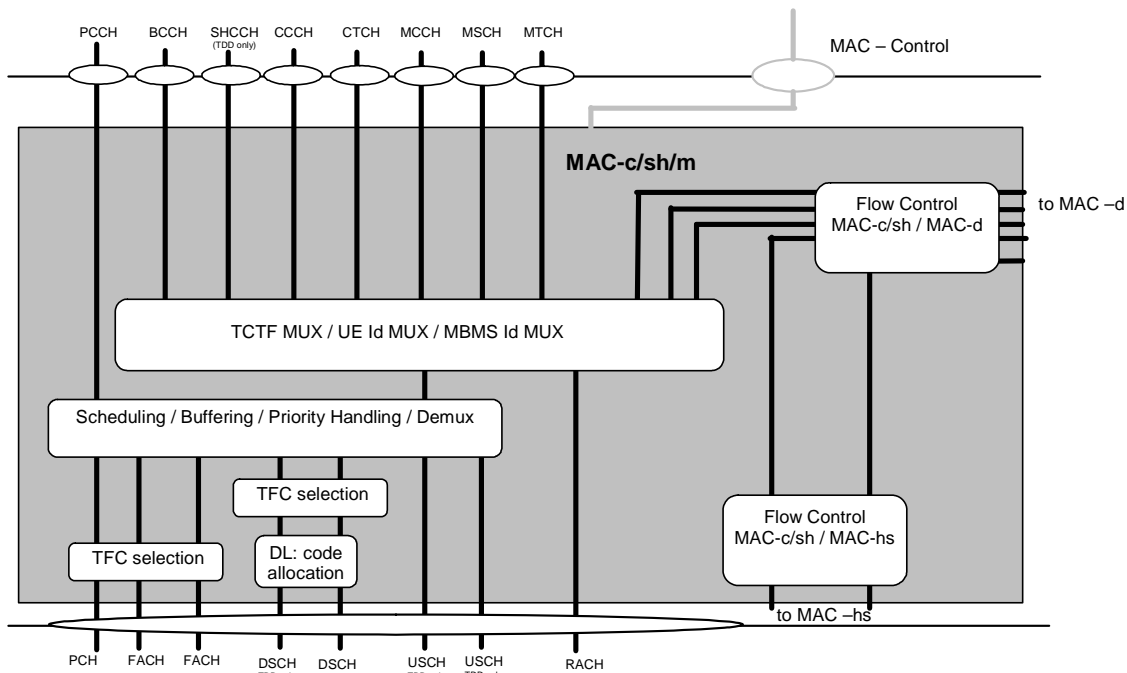 PCCH BCCH SHCCH CCCH CTCH MCCH MSCH MTCH
(TDD only)
MAC – Control
MAC-c/sh/m
Flow Control
MAC-c/sh / MAC-d
to MAC –d
TCTF MUX / UE Id MUX / MBMS Id MUX
Scheduling / Buffering / Priority Handling / Demux
TFC selection
Flow Control
MAC-c/sh / MAC-hs
TFC selection
DL: code
allocation
to MAC –hs
PCH FACH FACH DSCH DSCH USCH USCH RACH